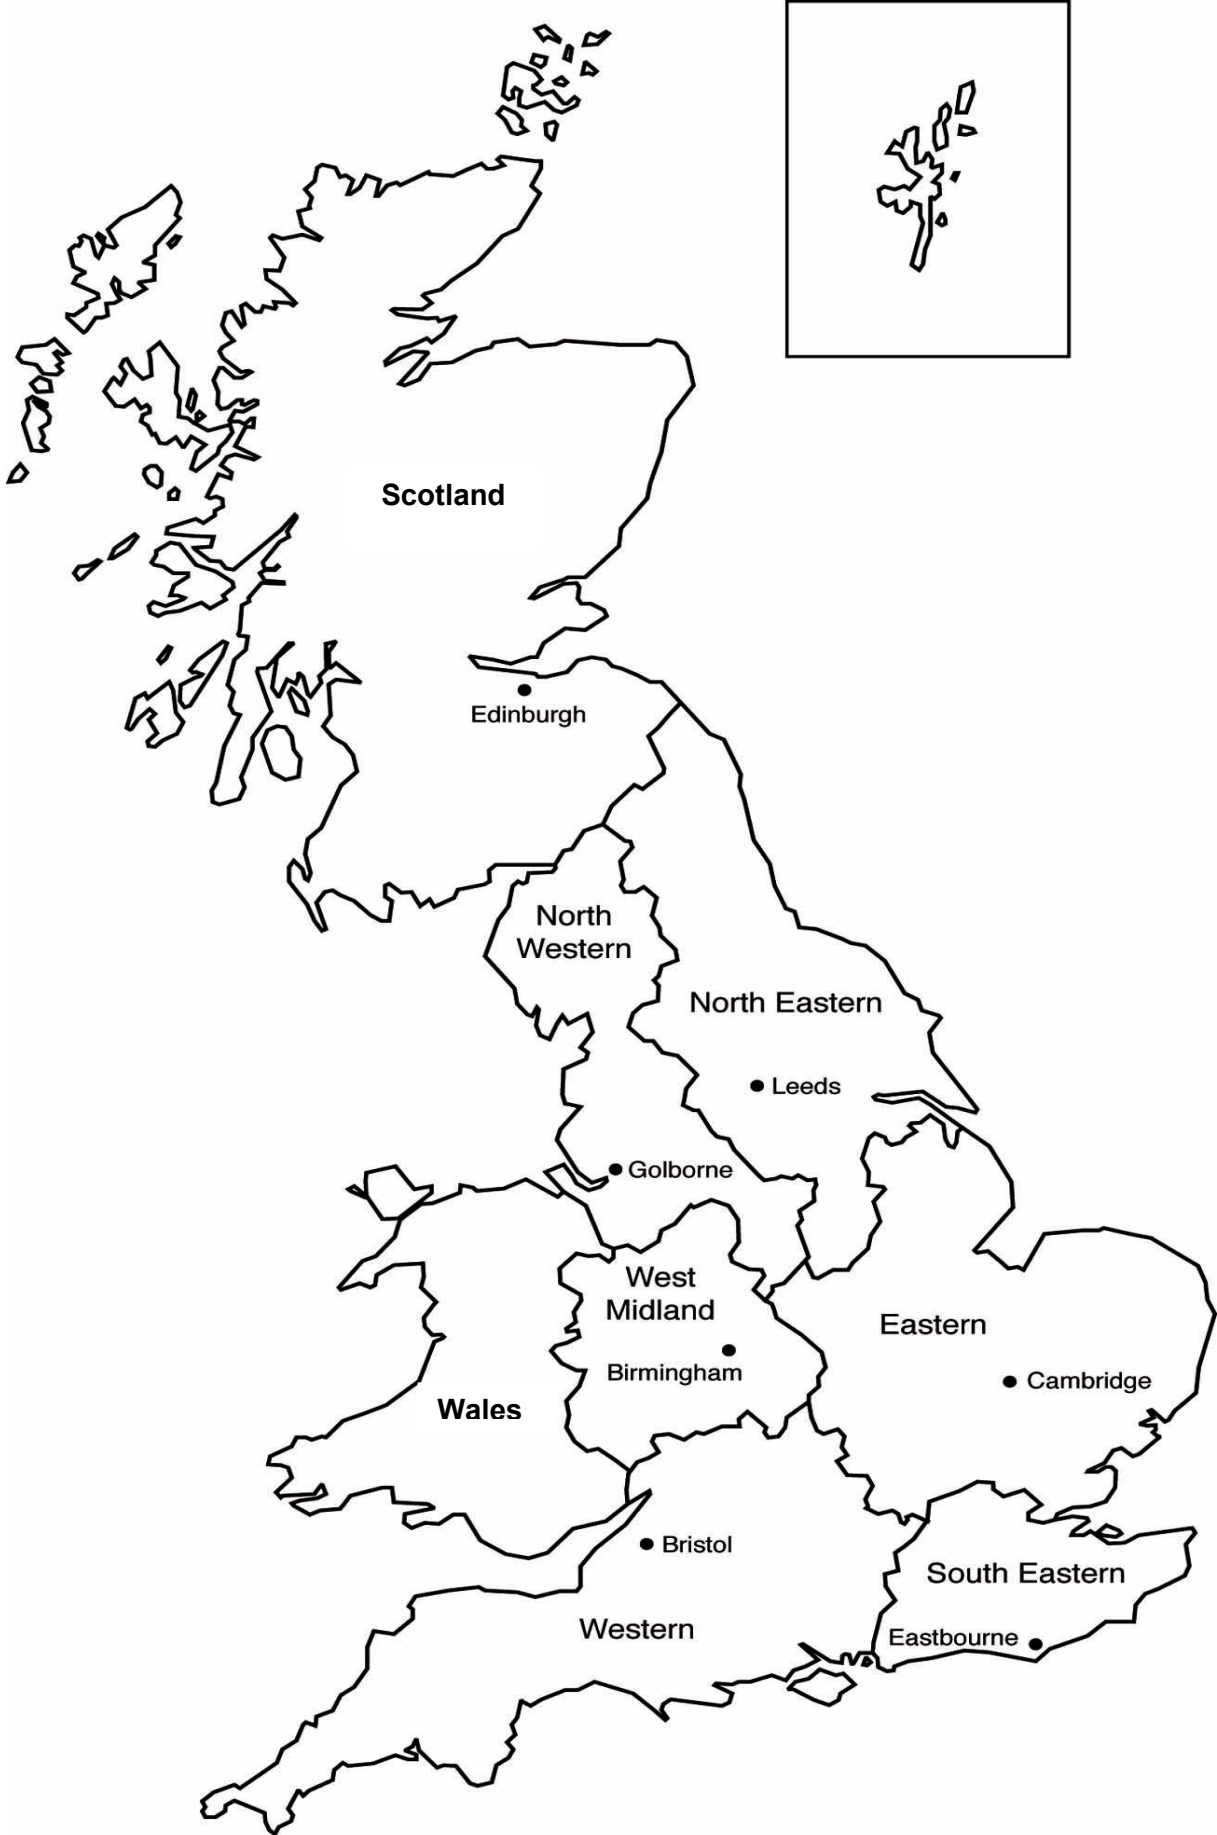 Scotland
Edinburgh
North
Western
North Eastern
Leeds
Golborne
West
Midland
Birmingham
Eastern
Cambridge
Wales
Bristol
South Eastern
Western
Eastbourne